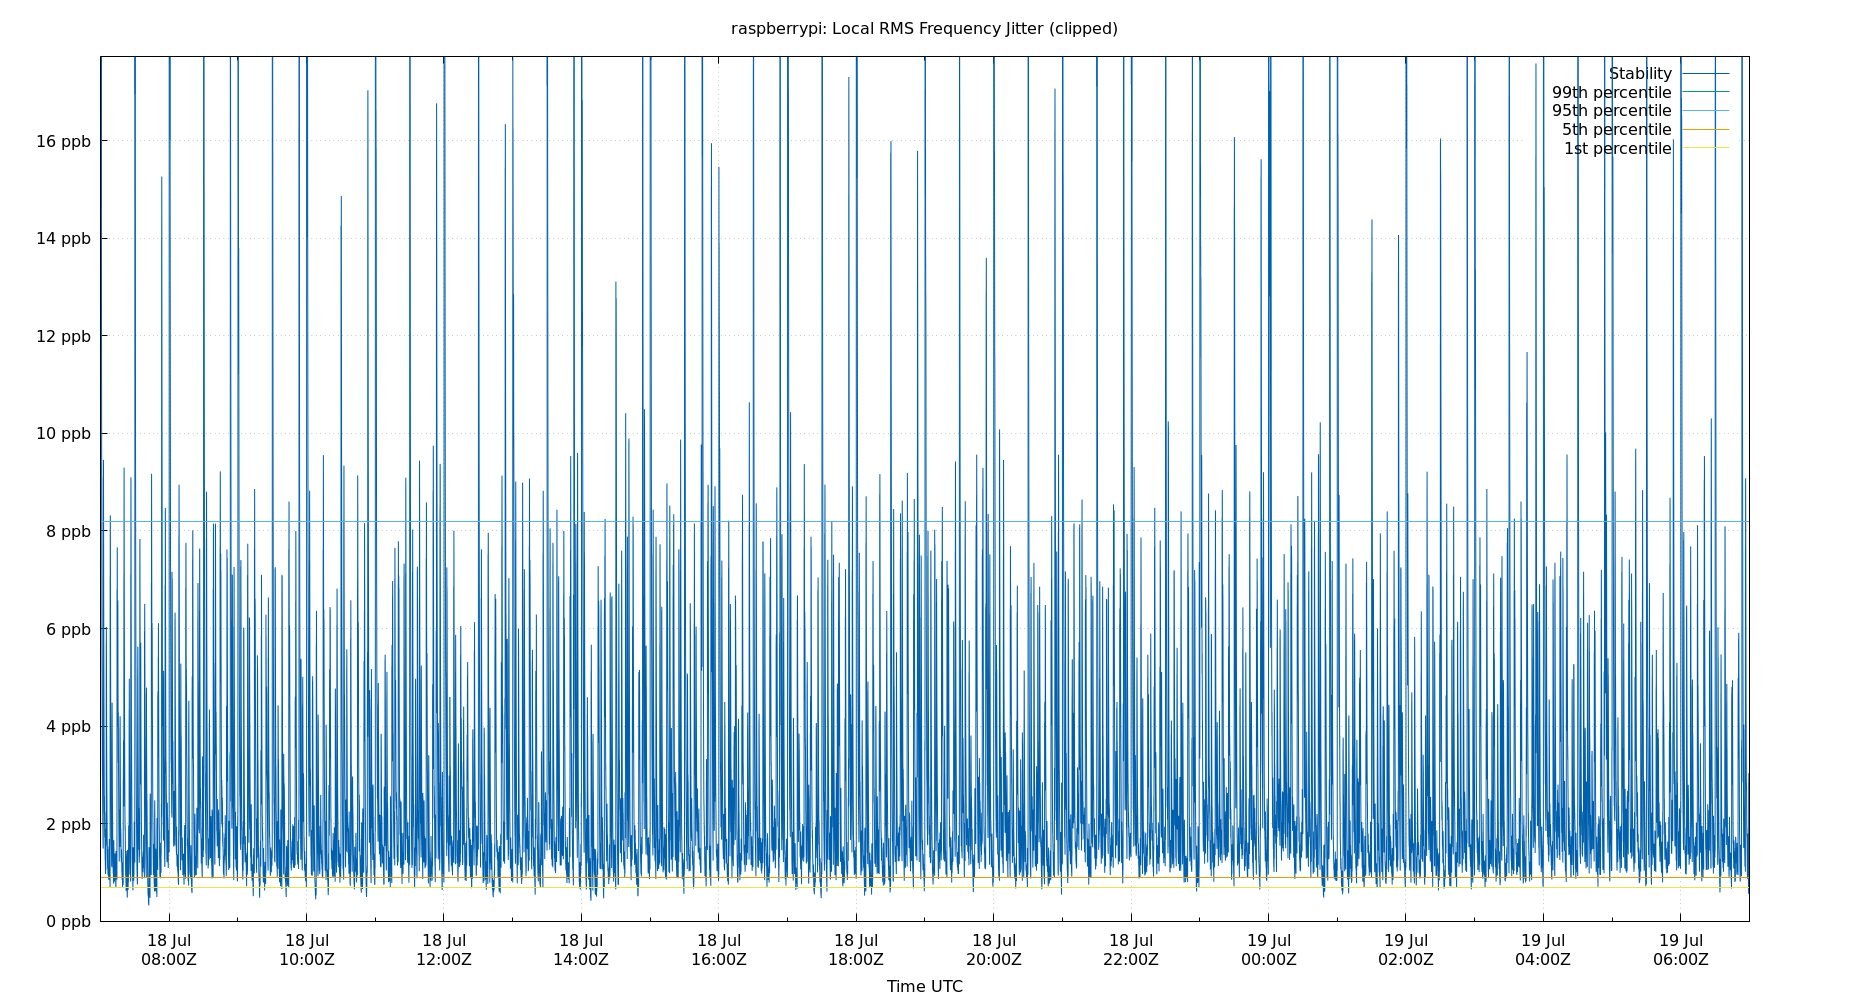 raspberrypi: Local RMS Frequency Jitter (clipped)
Stability
99th percentile
95th percentile
5th percentile
1st percentile
16 ppb
14 ppb
12 ppb
10 ppb
8 ppb
6 ppb
4 ppb
2 ppb
0 ppb
18 Jul 18 Jul 18 Jul 18 Jul 18 Jul 18 Jul 18 Jul 18 Jul 19 Jul 19 Jul 19 Jul 19 Jul
08:00Z 10:00Z 12:00Z 14:00Z 16:00Z 18:00Z 20:00Z 22:00Z 00:00Z 02:00Z 04:00Z 06:00Z
Time UTC